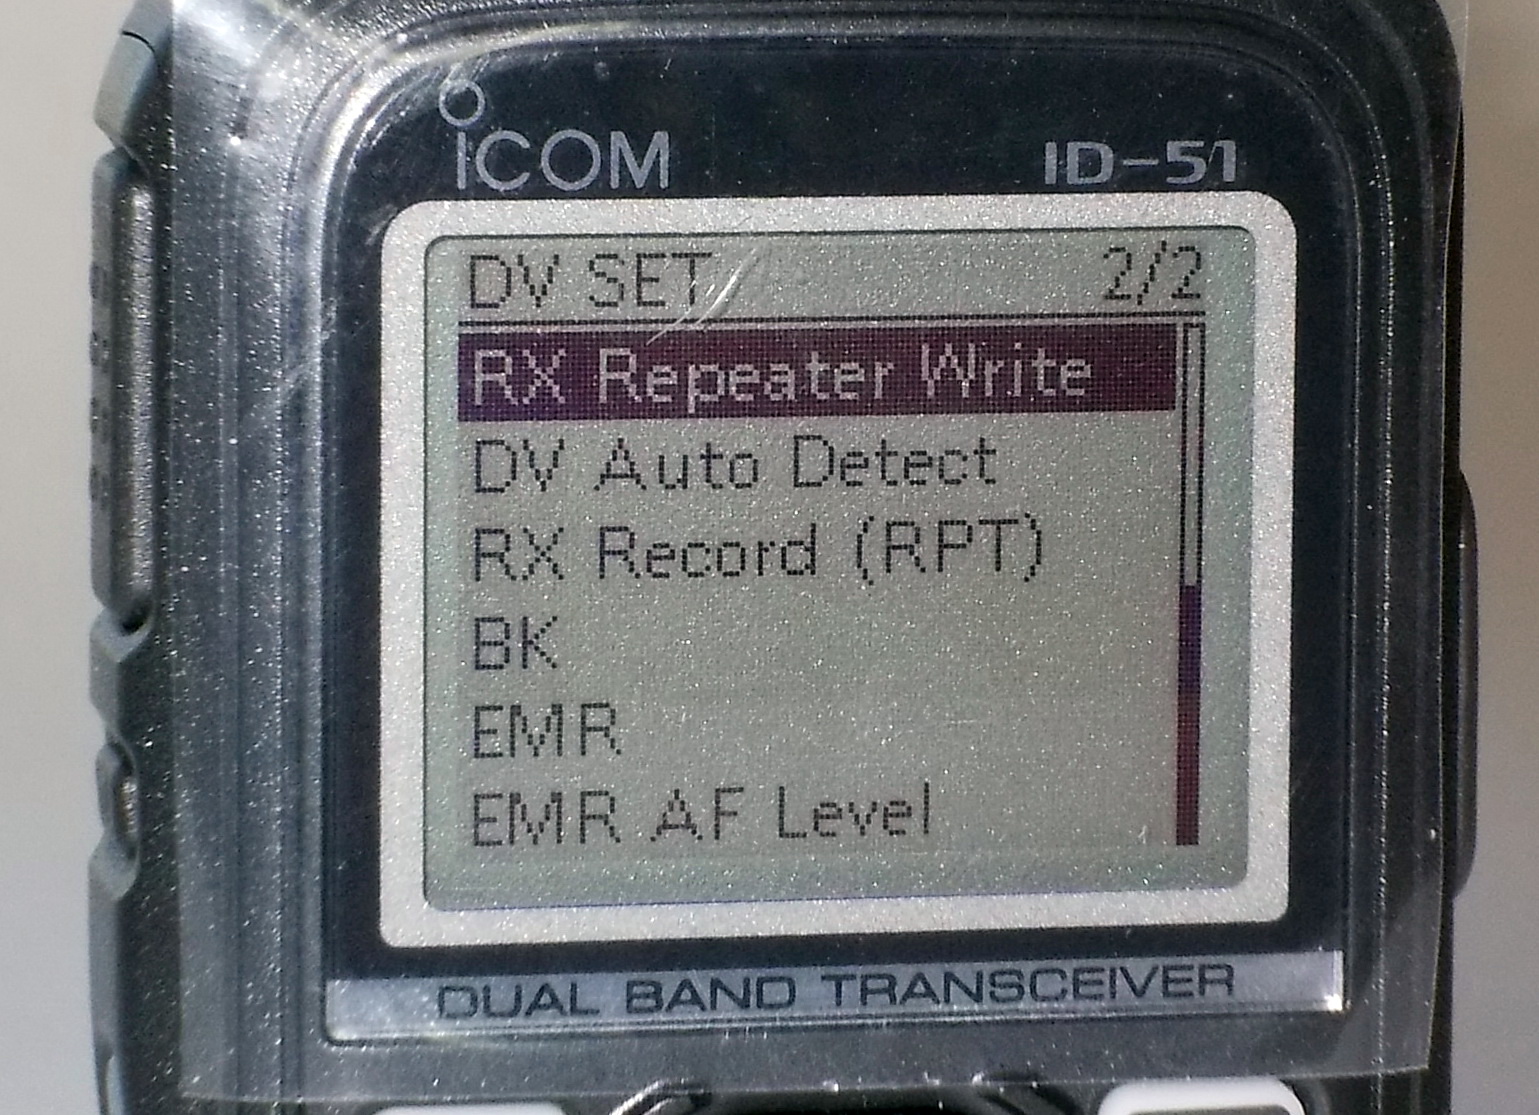 iCOM
ID-51
DV SET 2/2
RX Repeater Write
DV Auto Detect
RX Record (RPT)
BK
EMR
EMR AF Level
DUAL BAND TRANSCEIVER